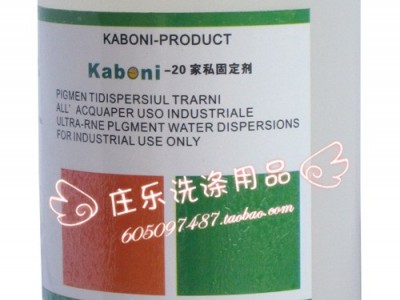 KABONI-PRODUCT
Kaboni-20 家私固定剂
PIGMEN TIDISPERSIUL TRARNI
ALL' ACQUAPER USO INDUSTRIALE
ULTRA-RNE PLGMENT WATER DISPERSIONS
FOR INDUSTRIAL USE ONLY
庄乐洗涤用品
605097487.taobao.com